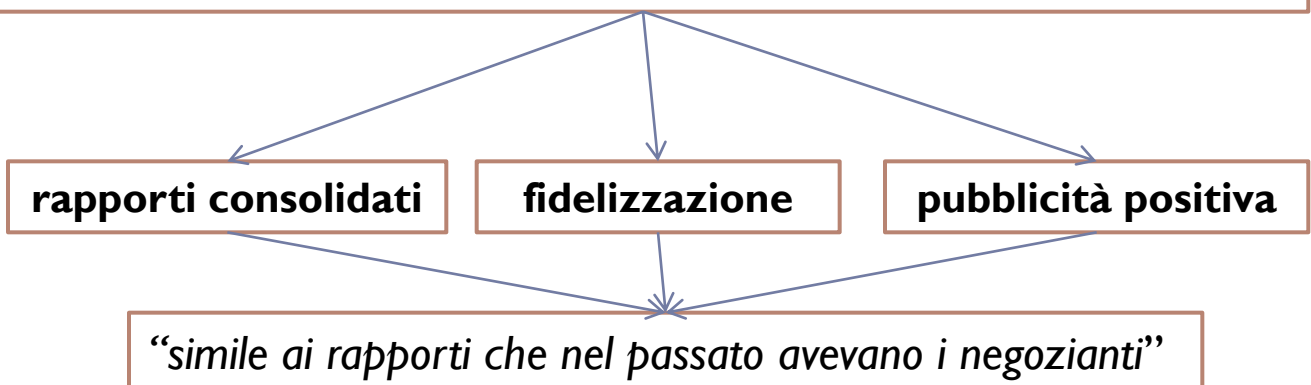 rapporti consolidati
fidelizzazione
pubblicità positiva
“simile ai rapporti che nel passato avevano i negozianti”